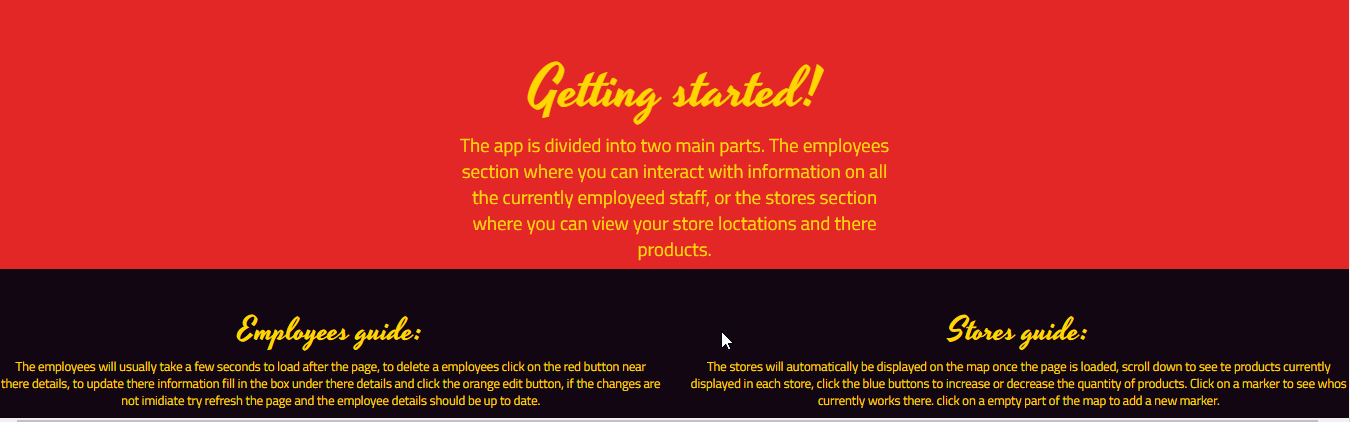 Getting started!
The app is divided into two main parts. The employees
section where you can interact with information on all
the currently employeed staff, or the stores section
where you can view your store loctations and there
products.
Employees guide:
The employees will usually take a few seconds to load after the page, to delete a employees click on the red button near
there details, to update there information fill in the box under there details and click the orange edit button, if the changes are
not imidiate try refresh the page and the employee details should be up to date.
Stores guide:
The stores will automatically be displayed on the map once the page is loaded, scroll down to see te products currently
displayed in each store, click the blue buttons to increase or decrease the quantity of products. Click on a marker to see whos
currently works there. click on a empty part of the map to add a new marker.